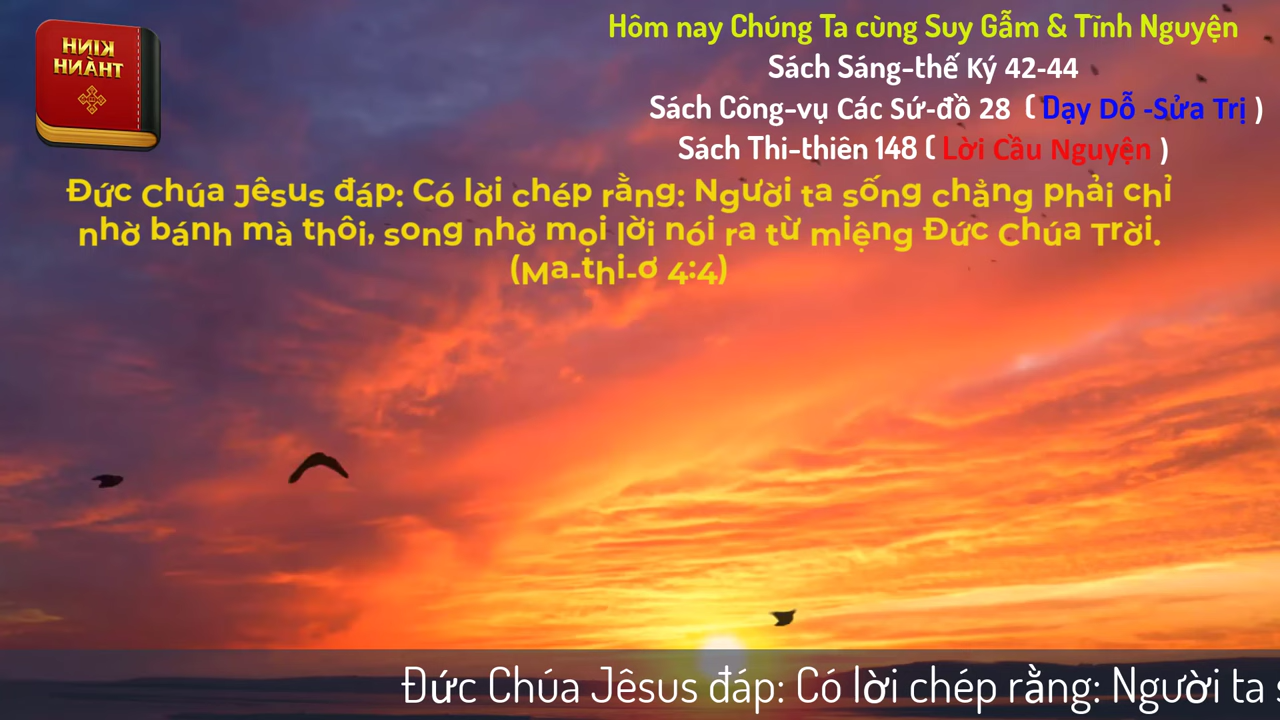 KINH
THÀNH
Hôm nay Chúng Ta cùng Suy Gẫm & Tĩnh Nguyện
Sách Sáng-thế Ký 42-44
Sách Công-vụ Các Sứ-đồ 28 ( Dạy Dỗ -Sửa Trị )
Sách Thi-thiên 148 ( Lời Cầu Nguyện )
Đức Chúa Jêsus đáp: Có lời chép rằng: Người ta sống chẳng phải chỉ
nhờ bánh mà thôi, song nhờ mọi lời nói ra từ miệng Đức Chúa Trời.
(Ma-thi-ơ 4:4)
Đức Chúa Jêsus đáp: Có lời chép rằng: Người ta